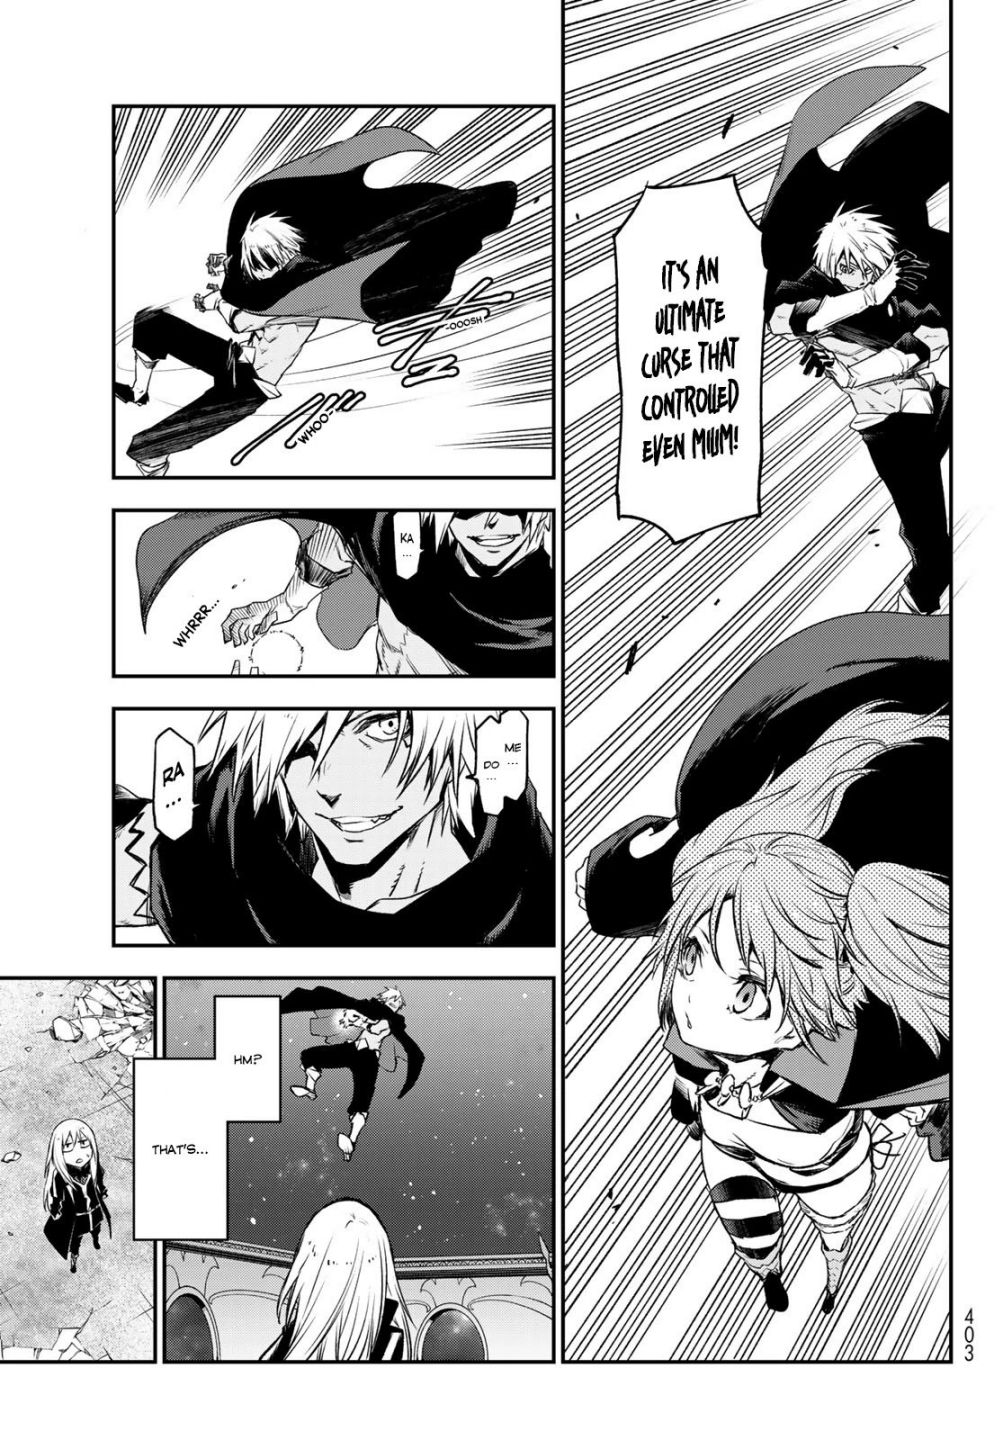 IT'S AN
ULTIMATE
CURSE THAT
CONTROLLED
EVEN MILIM!
-OOOSH
WHOO-
KA
...
WHRRR...
ME
...
DO
...
RA
...
HM?
THAT'S...
403